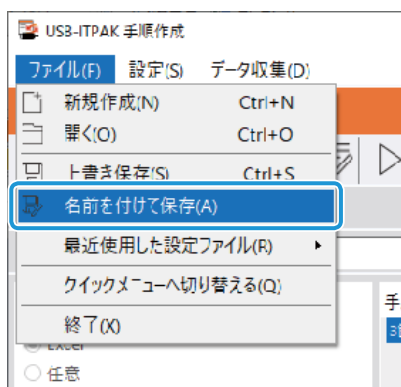 USB-ITPAK 手順作成
ファイル(F) 設定(S) データ収集(D)
新規作成(N) Ctrl+N
開く(O) Ctrl+O
上書き保存(S) Ctrl+S
名前を付けて保存(A)
最近使用した設定ファイル(R)
クイックメニューへ切り替える(Q)
終了(X)
手
Excel
任意